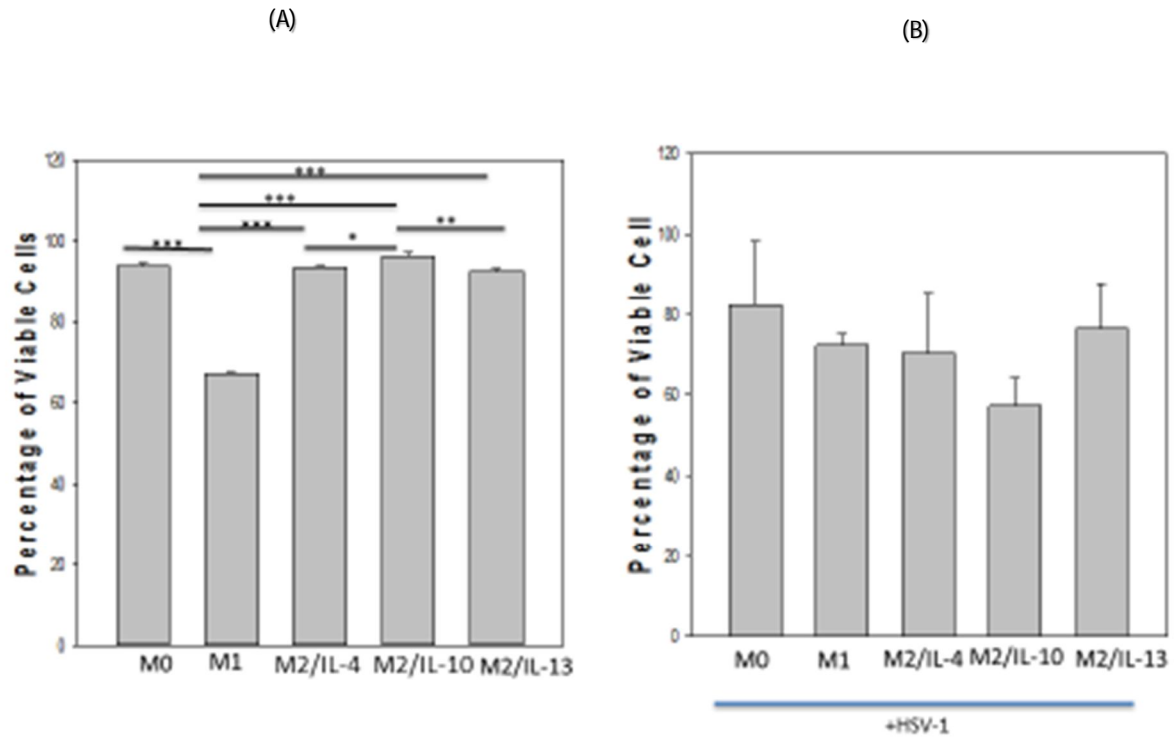 (A)
(B)
Percentage of Viable Cells
120
100
80
60
40
20
0
***
***
***
***
*
**
M0 M1 M2/IL-4 M2/IL-10 M2/IL-13
Percentage of Viable Cell
120
100
80
60
40
20
0
M0 M1 M2/IL-4 M2/IL-10 M2/IL-13
+HSV-1